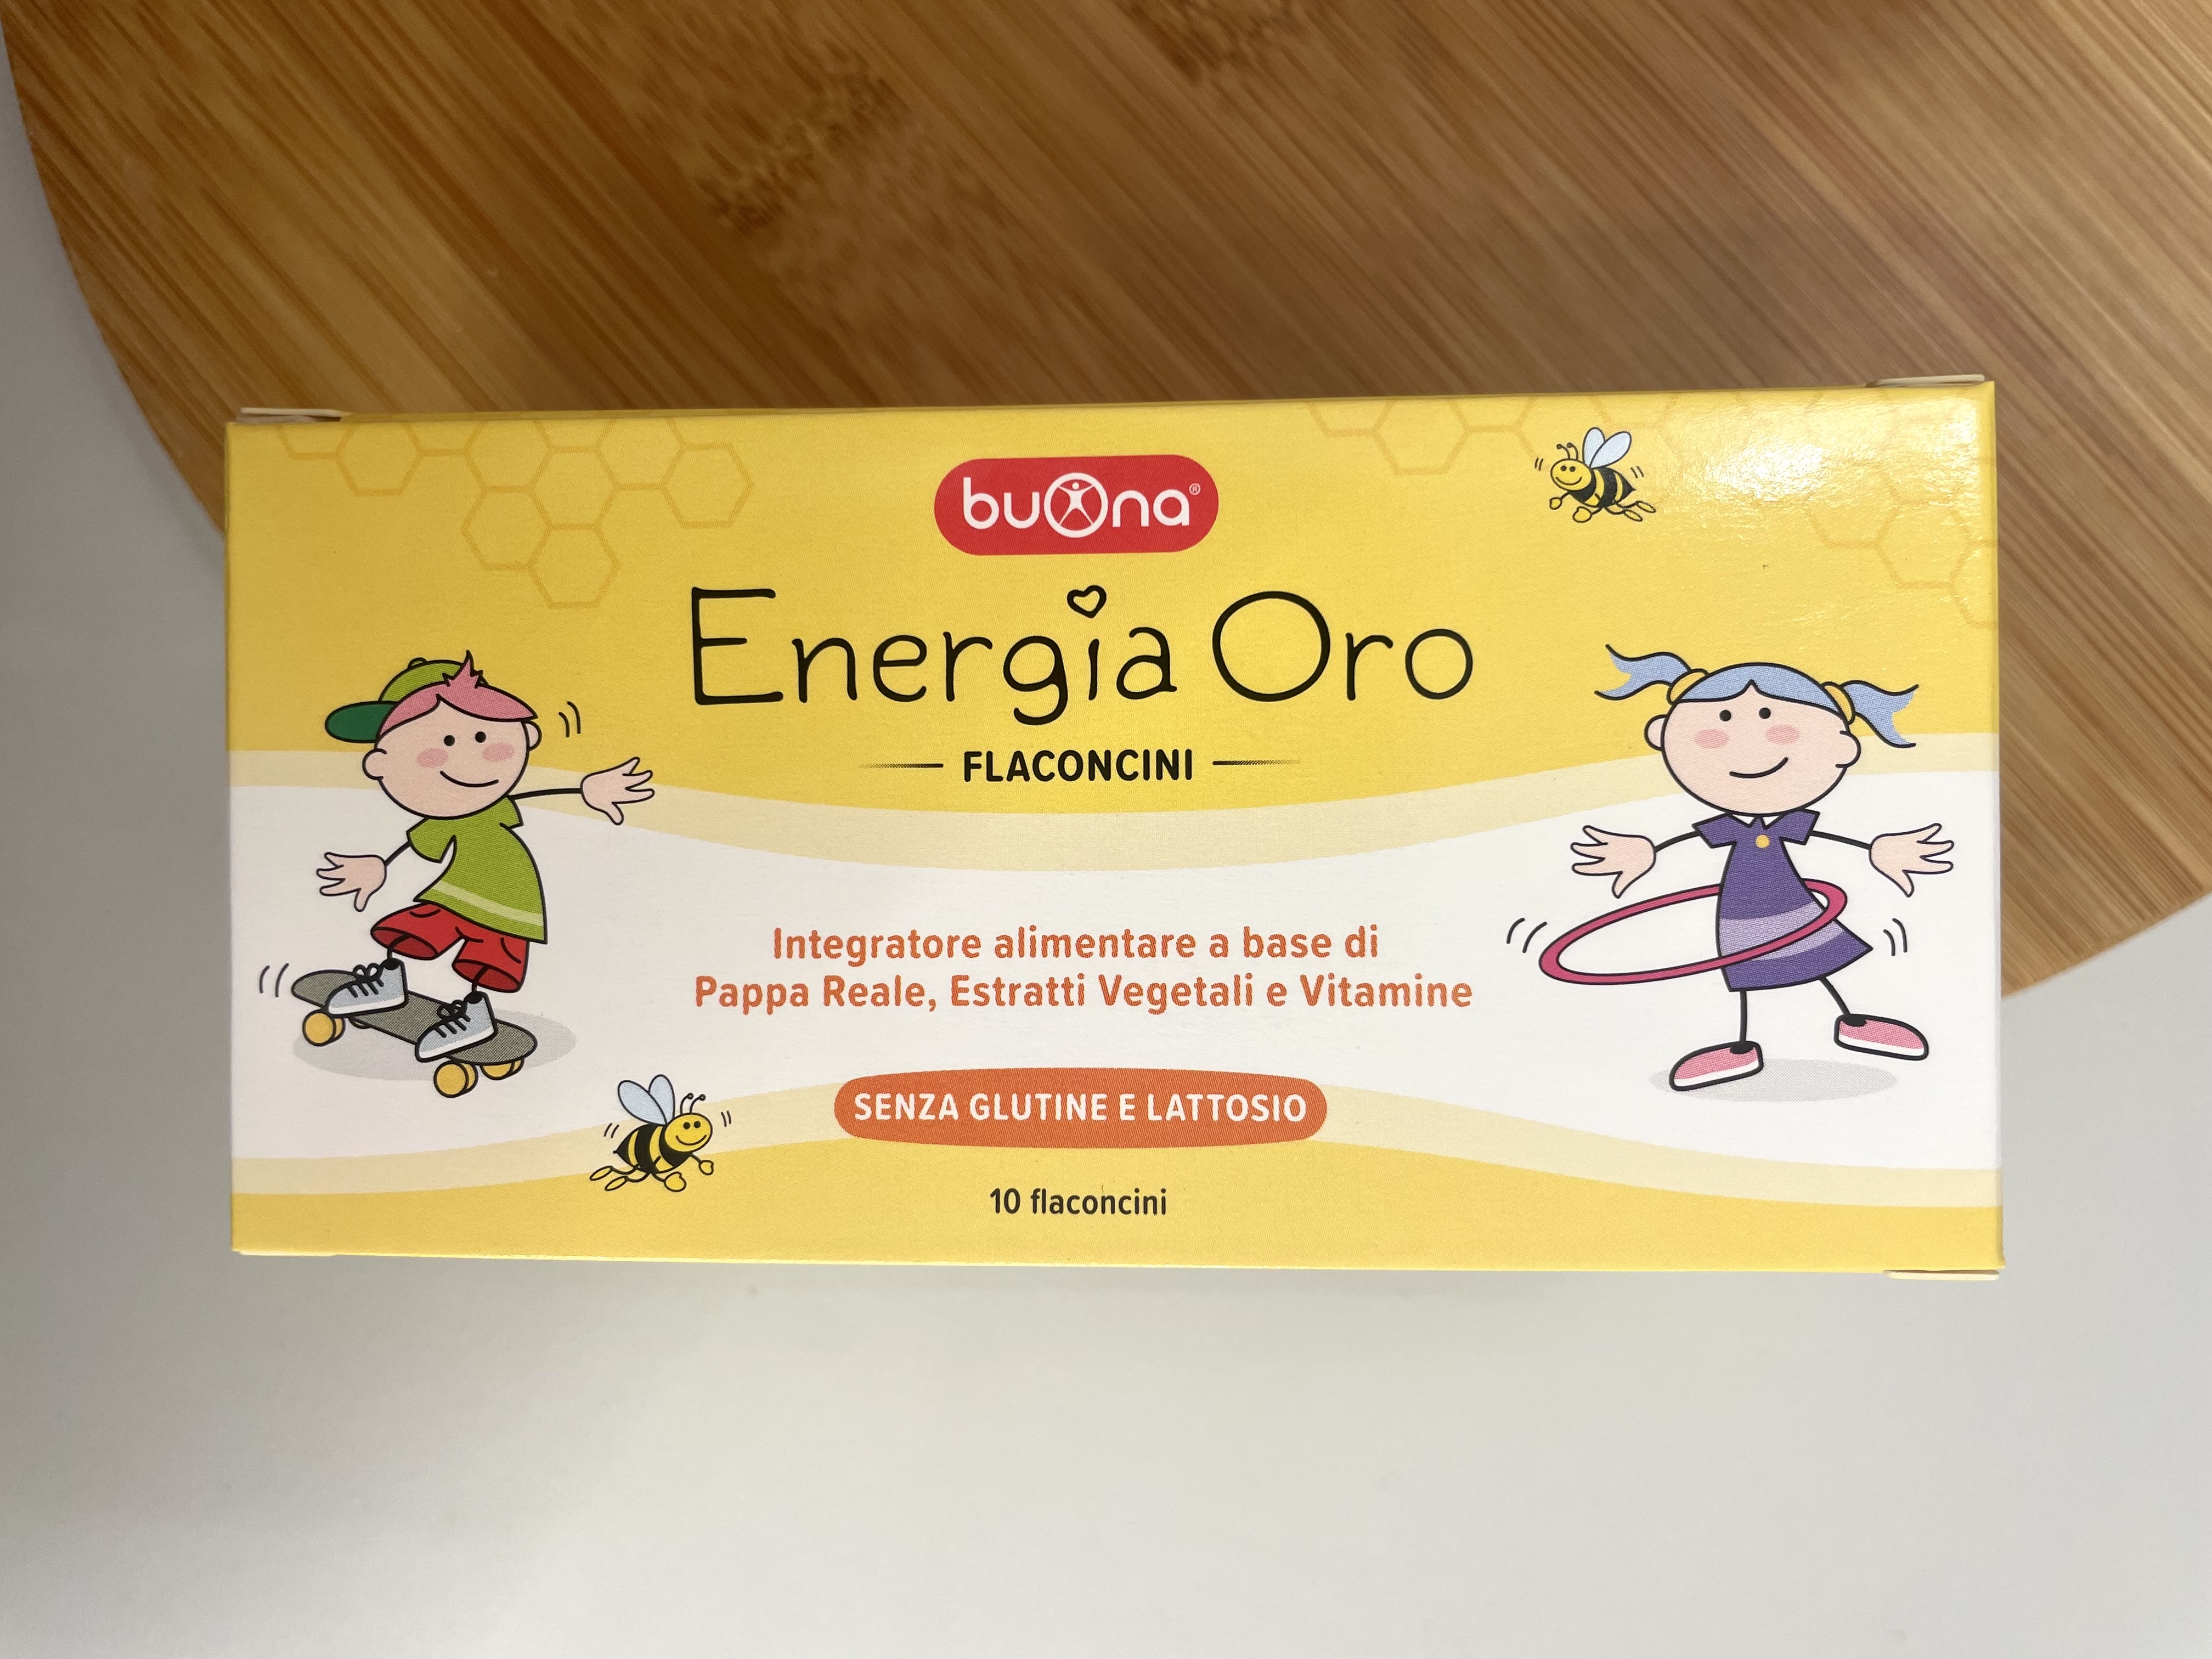 buona®
Energia Oro
FLACONCINI
Integratore alimentare a base di
Pappa Reale, Estratti Vegetali e Vitamine
SENZA GLUTINE E LATTOSIO
10 flaconcini